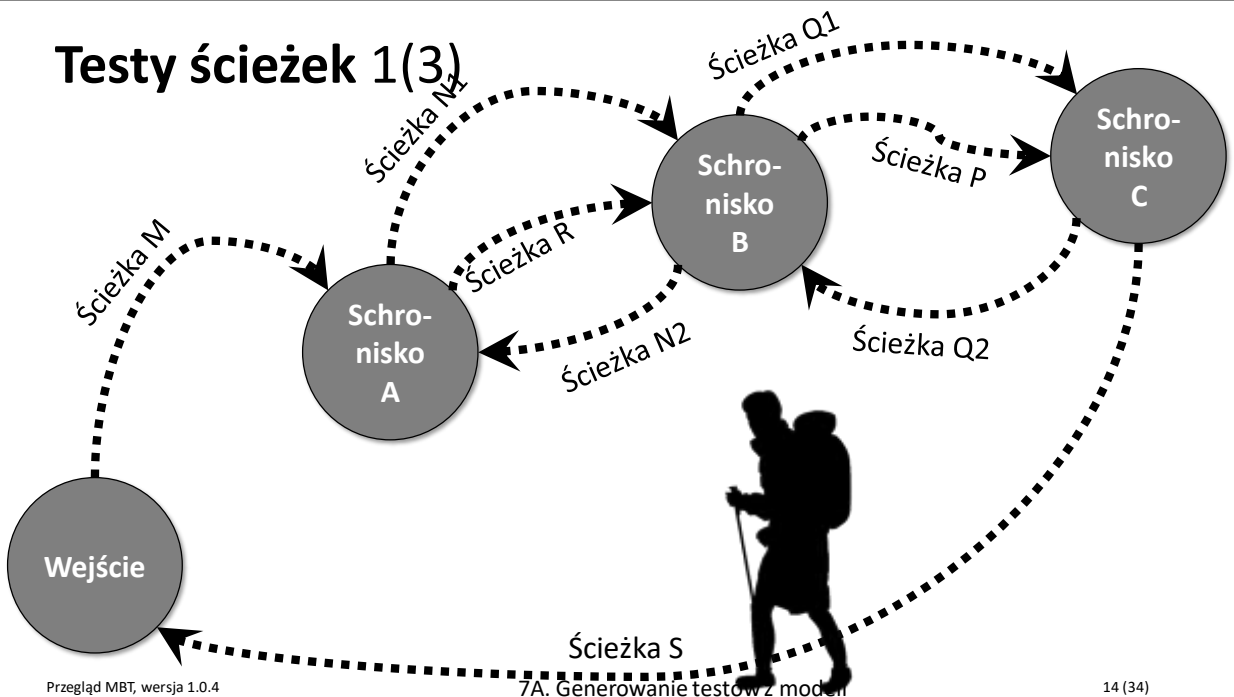 Testy ścieżek 1(3)
Ścieżka Q1
Ścieżka N1
Schro-
nisko
C
Ścieżka P
Schro-
nisko
B
Ścieżka M
Ścieżka R
Schro-
nisko
A
Ścieżka N2
Ścieżka Q2
Wejście
Ścieżka S
Przegląd MBT, wersja 1.0.4
7A. Generowanie testów z modeli
14 (34)